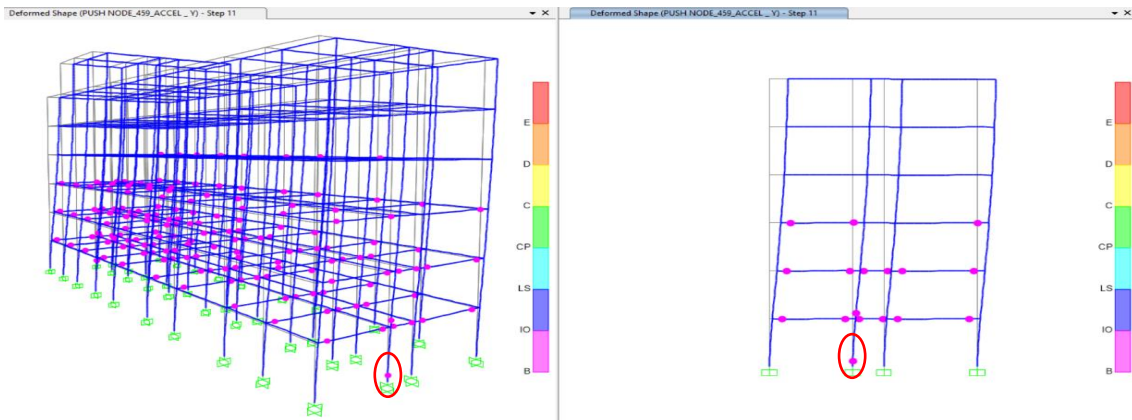 Deformed Shape (PUSH NODE_459_ACCEL _ Y) - Step 11
E
D
C
CP
LS
IO
B
Deformed Shape (PUSH NODE_459_ACCEL _ Y) - Step 11
E
D
C
CP
LS
IO
B